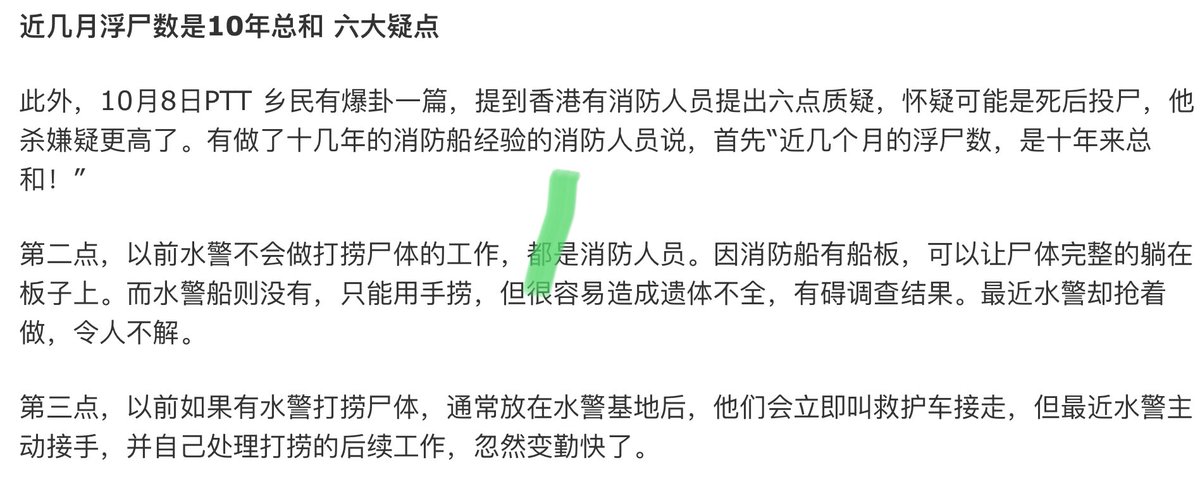 近几月浮尸数是10年总和 六大疑点
此外，10月8日PTT 乡民有爆卦一篇，提到香港有消防人员提出六点质疑，怀疑可能是死后投尸，他
杀嫌疑更高了。有做了十几年的消防船经验的消防人员说，首先“近几个月的浮尸数，是十年来总
和！”
第二点，以前水警不会做打捞尸体的工作，都是消防人员。因消防船有船板，可以让尸体完整的躺在
板子上。而水警船则没有，只能用手捞，但很容易造成遗体不全，有碍调查结果。最近水警却抢着
做，令人不解。
第三点，以前如果有水警打捞尸体，通常放在水警基地后，他们会立即叫救护车接走，但最近水警主
动接手，并自己处理打捞的后续工作，忽然变勤快了。